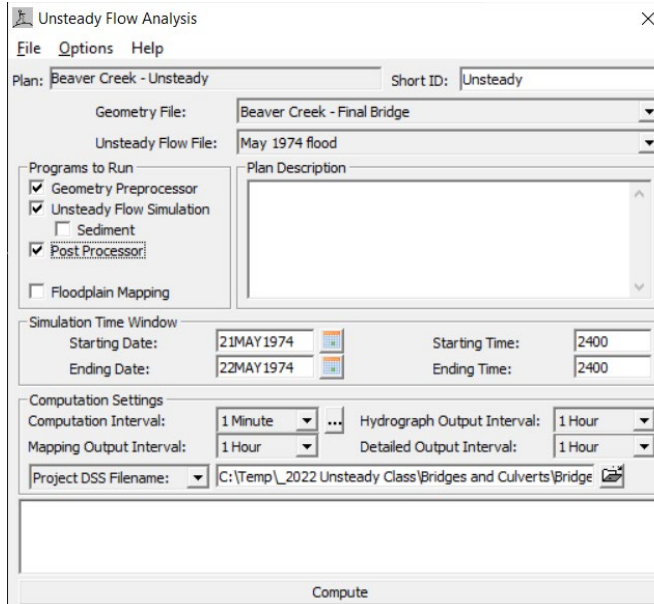 Unsteady Flow Analysis
File Options Help
Plan: Beaver Creek - Unsteady Short ID: Unsteady
Geometry File: Beaver Creek - Final Bridge
Unsteady Flow File: May 1974 flood
Programs to Run Plan Description
Geometry Preprocessor
Unsteady Flow Simulation
Sediment
Post Processor
Floodplain Mapping
Simulation Time Window
Starting Date: 21MAY1974 Starting Time: 2400
Ending Date: 22MAY1974 Ending Time: 2400
Computation Settings
Computation Interval: 1 Minute ... Hydrograph Output Interval: 1 Hour
Mapping Output Interval: 1 Hour Detailed Output Interval: 1 Hour
Project DSS Filename: C:\Temp\_2022 Unsteady Class\Bridges and Culverts\Bridge
Compute